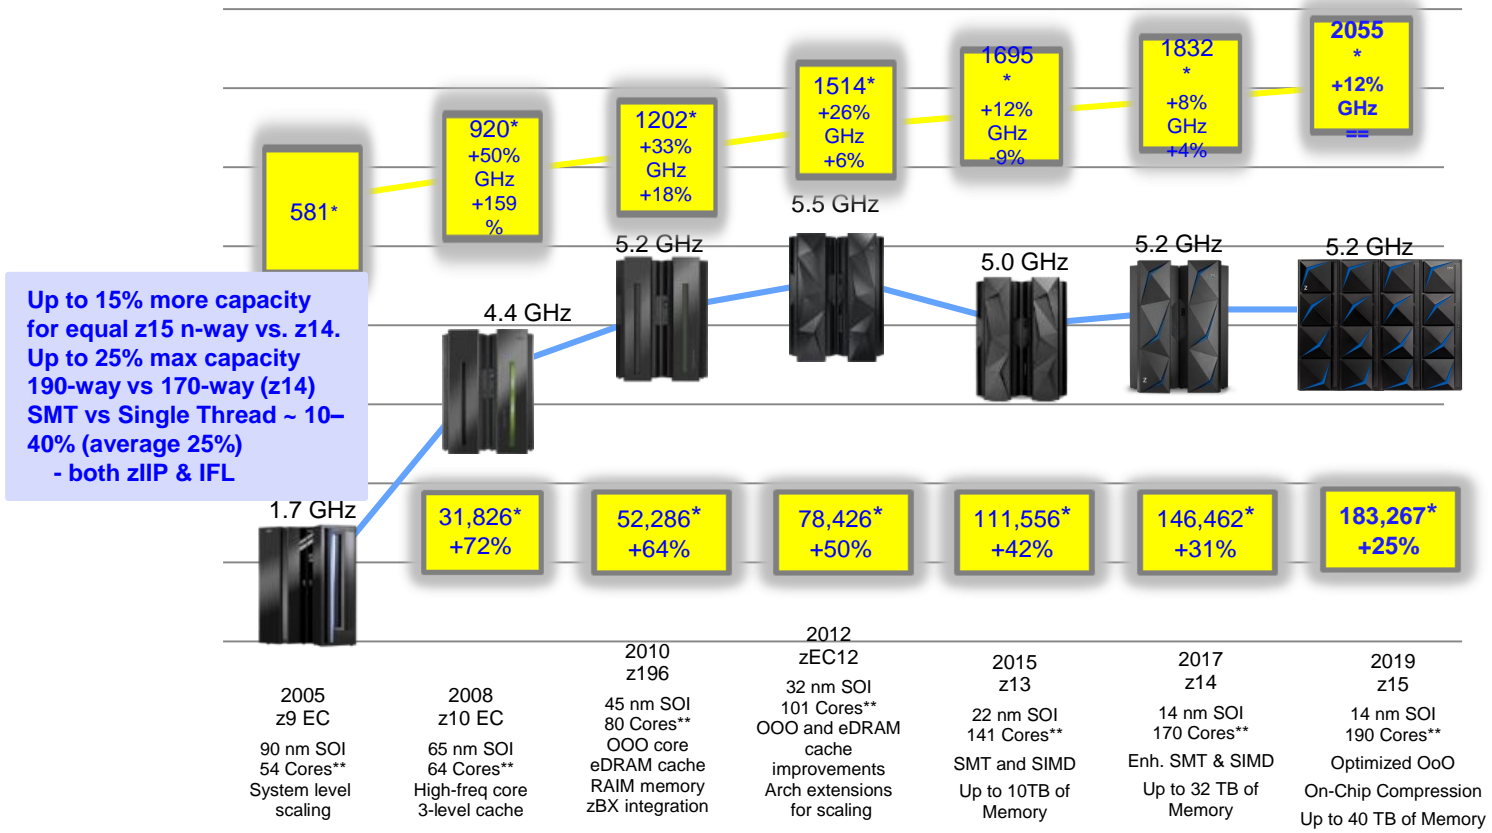 581*
920*
+50%
GHz
+159
%
1202*
+33%
GHz
+18%
1514*
+26%
GHz
+6%
1695
*
+12%
GHz
-9%
1832
*
+8%
GHz
+4%
2055
*
+12%
GHz
==
Up to 15% more capacity
for equal z15 n-way vs. z14.
Up to 25% max capacity
190-way vs 170-way (z14)
SMT vs Single Thread ~ 10–
40% (average 25%)
- both zIIP & IFL
1.7 GHz
4.4 GHz
5.2 GHz
5.5 GHz
5.0 GHz
5.2 GHz
5.2 GHz
31,826*
+72%
52,286*
+64%
78,426*
+50%
111,556*
+42%
146,462*
+31%
183,267*
+25%
2005
z9 EC
90 nm SOI
54 Cores**
System level
scaling
2008
z10 EC
65 nm SOI
64 Cores**
High-freq core
3-level cache
2010
z196
45 nm SOI
80 Cores**
OOO core
eDRAM cache
RAIM memory
zBX integration
2012
zEC12
32 nm SOI
101 Cores**
OOO and eDRAM
cache
improvements
Arch extensions
for scaling
2015
z13
22 nm SOI
141 Cores**
SMT and SIMD
Up to 10TB of
Memory
2017
z14
14 nm SOI
170 Cores**
Enh. SMT & SIMD
Up to 32 TB of
Memory
2019
z15
14 nm SOI
190 Cores**
Optimized OoO
On-Chip Compression
Up to 40 TB of Memory